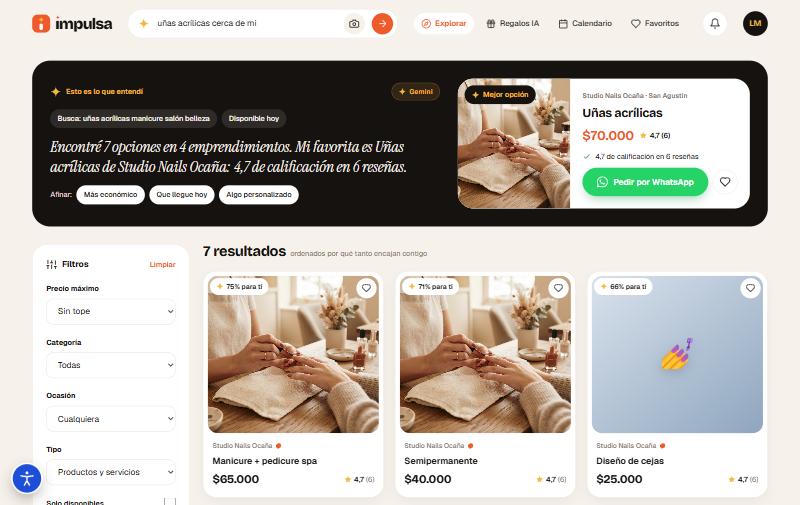 impulsa
uñas acrilicas cerca de mi
Explorar
Regalos IA
Calendario
Favoritos
LM
Esto es lo que entendí
Gemini
Busca: uñas acrílicas manicure salón belleza
Disponible hoy
Encontré 7 opciones en 4 emprendimientos. Mi favorita es Uñas
acrílicas de Studio Nails Ocaña: 4,7 de calificación en 6 reseñas.
Afinar:
Más económico
Que llegue hoy
Algo personalizado
Mejor opción
Studio Nails Ocaña · San Agustín
Uñas acrílicas
$70.000
4,7 (6)
4,7 de calificación en 6 reseñas
Pedir por WhatsApp
Filtros
Limpiar
Precio máximo
Sin tope
Categoría
Todas
Ocasión
Cualquiera
Tipo
Productos y servicios
Solo disponibles
7 resultados
ordenados por qué tanto encajan contigo
75% para ti
Studio Nails Ocaña
Manicure + pedicure spa
$65.000
4,7 (6)
71% para ti
Studio Nails Ocaña
Semipermanente
$40.000
4,7 (6)
66% para ti
Studio Nails Ocaña
Diseño de cejas
$25.000
4,7 (6)